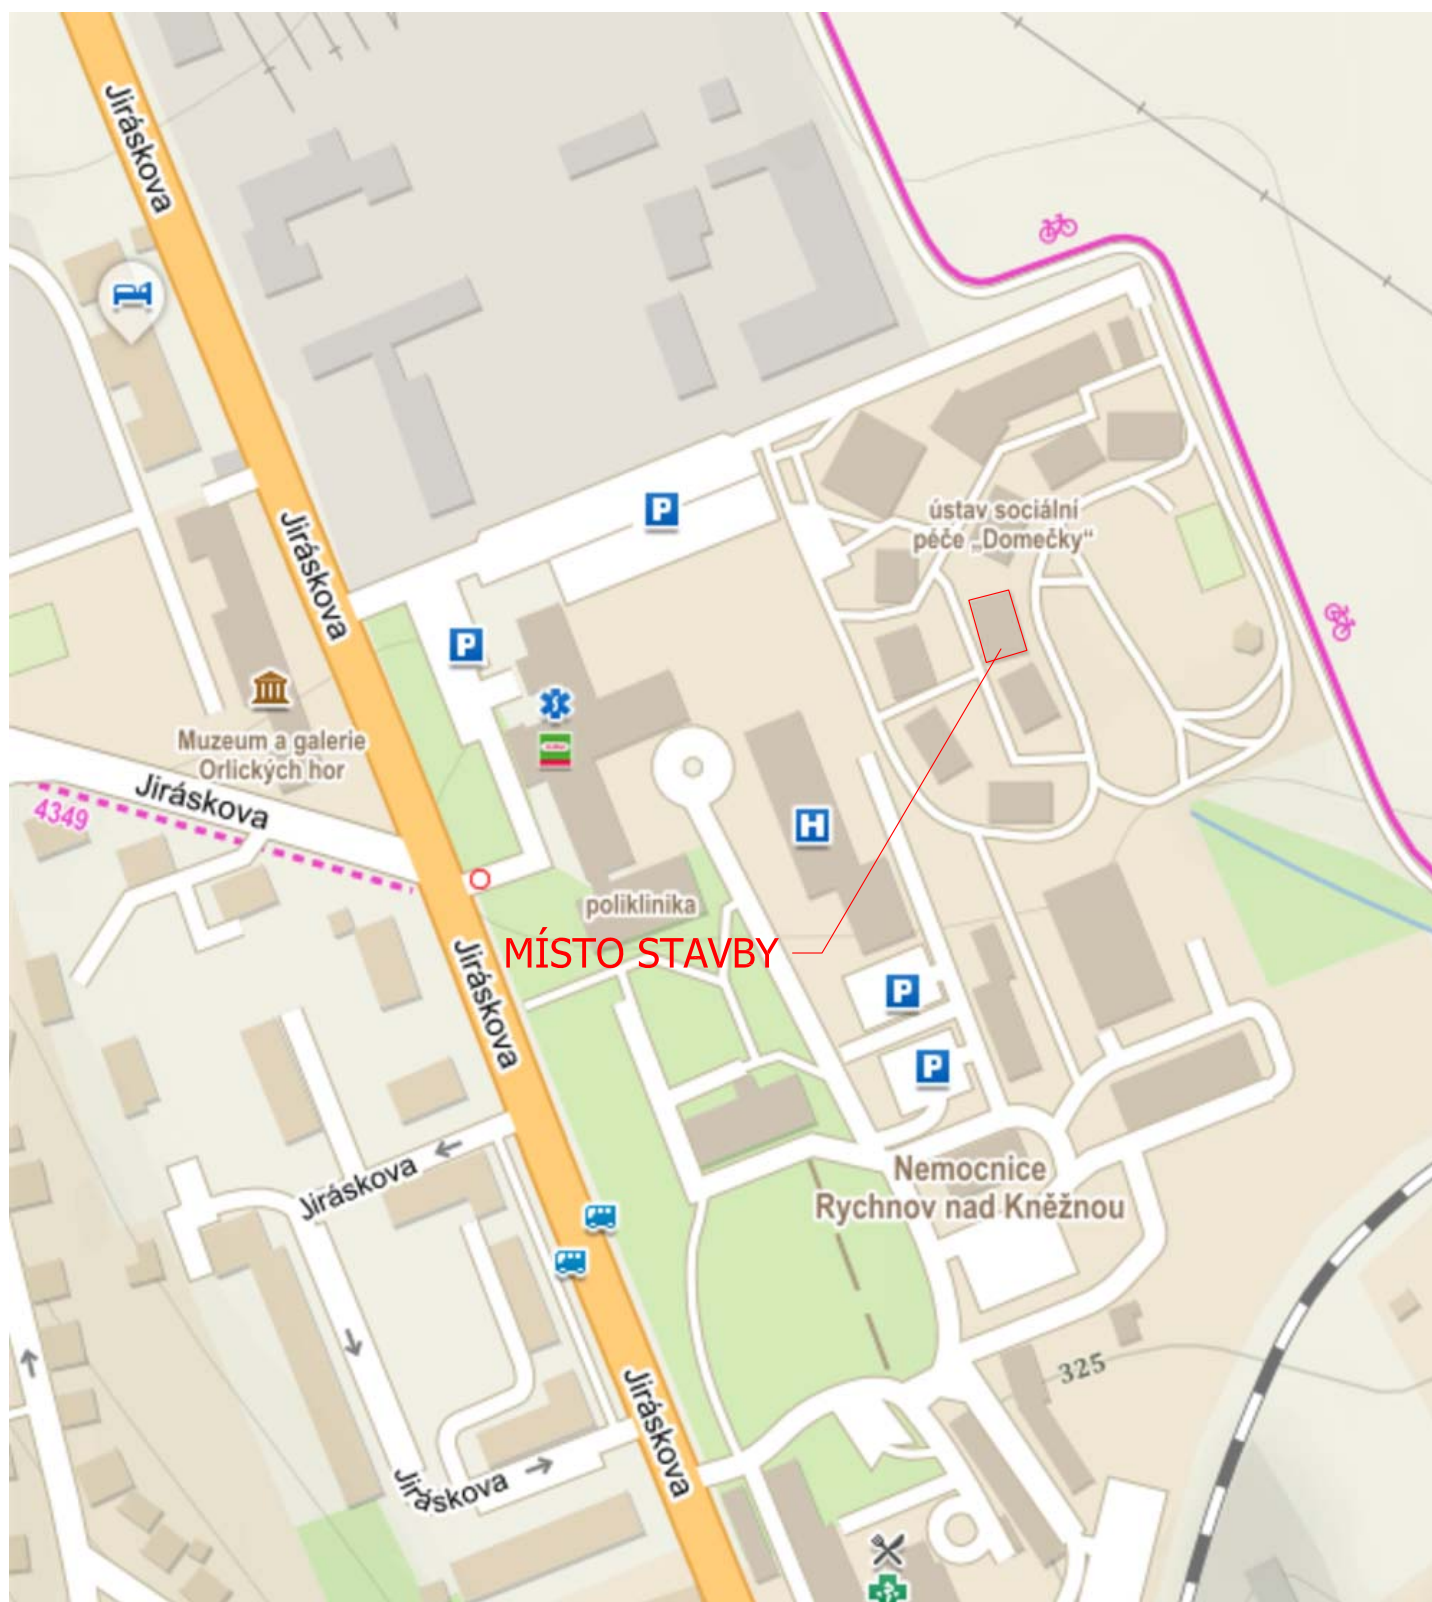 Jiráskova
P
ústav sociální
péče „Domečky“
Jiráskova
P
Muzeum a galerie
Orlických hor
Jiráskova
4349
H
poliklinika
MÍSTO STAVBY
Jiráskova
P
P
Jiráskova
Nemocnice
Rychnov nad Kněžnou
325
Jiráskova
Jiráskova